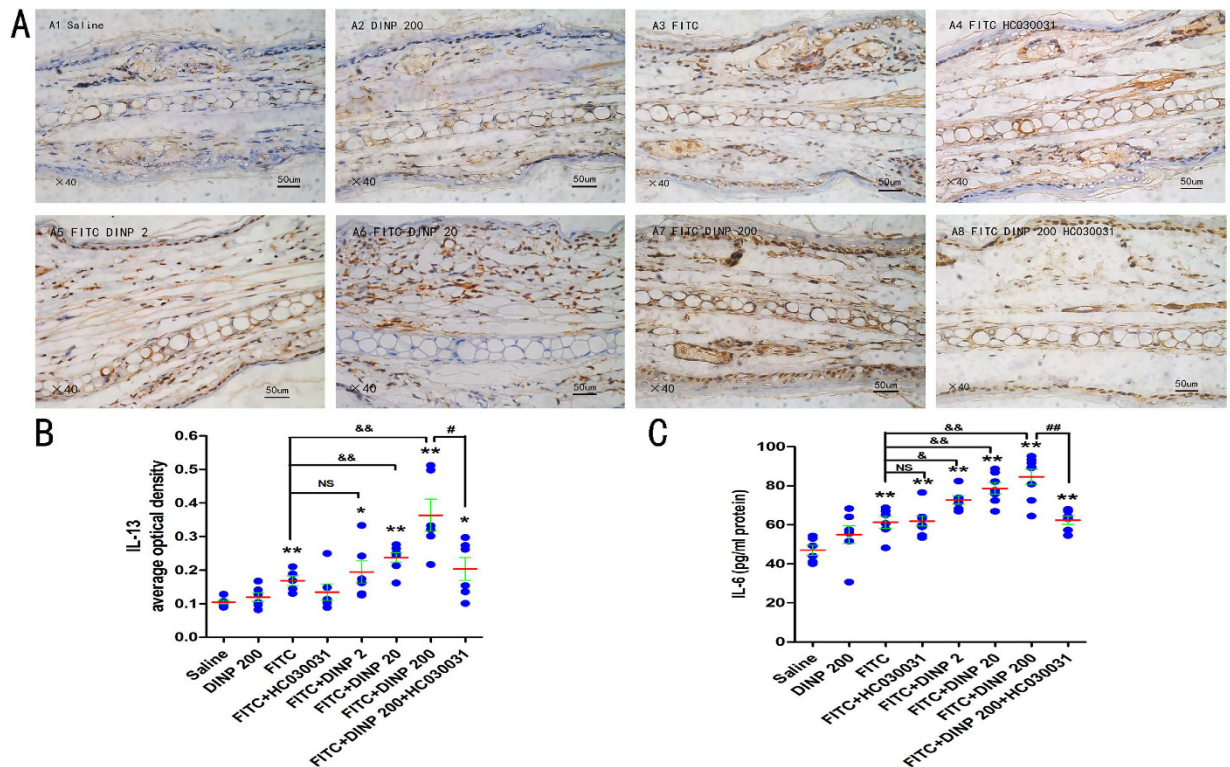 A
A1 Saline
×40
50um
A2 DINP 200
×40
50um
A3 FITC
×40
50um
A4 FITC HC030031
×40
50um
A5 FITC DINP 2
×40
50um
A6 FITC DINP 20
×40
50um
A7 FITC DINP 200
×40
50um
A8 FITC DINP 200 HC030031
×40
50um
B
IL-13
average optical density
0.6
0.5
0.4
0.3
0.2
0.1
0.0
&&
#
&&
**
NS
*
**
**
*
Saline
DINP 200
FITC
FITC+HC030031
FITC+DINP 2
FITC+DINP 20
FITC+DINP 200
FITC+DINP 200+HC030031
C
IL-6 (pg/ml protein)
100
80
60
40
20
0
&&
##
&&
&
NS
**
**
**
**
**
**
Saline
DINP 200
FITC
FITC+HC030031
FITC+DINP 2
FITC+DINP 20
FITC+DINP 200
FITC+DINP 200+HC030031